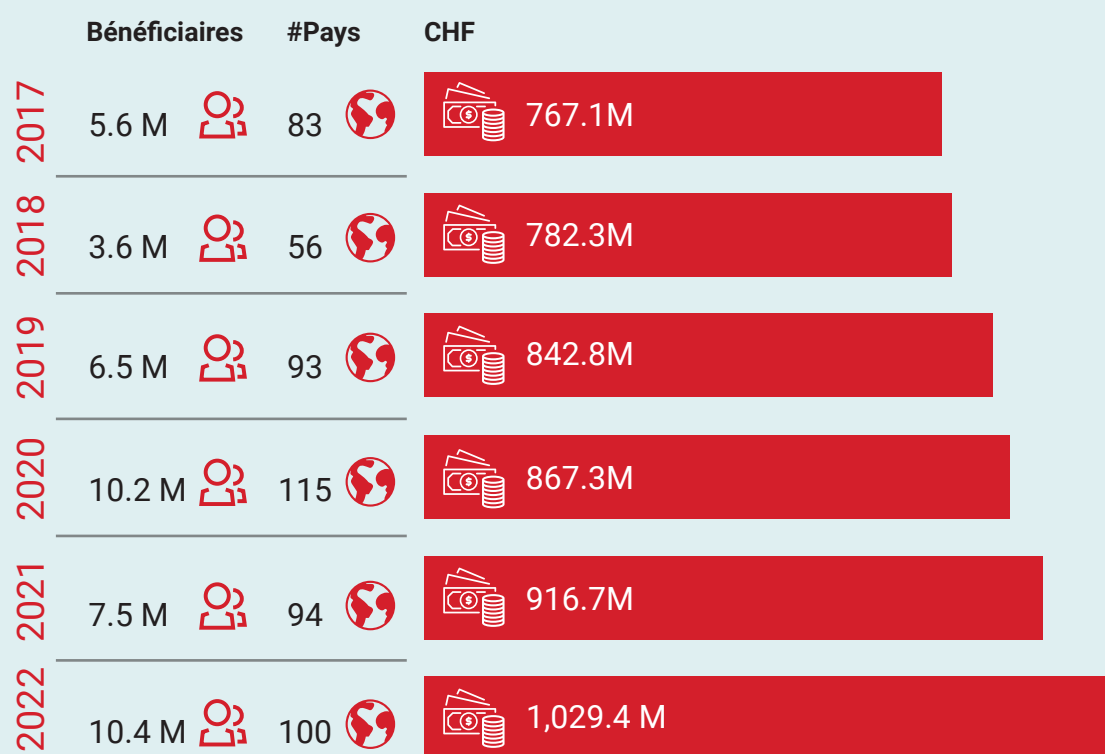 Bénéficiaires #Pays CHF
2017 5.6 M 83 767.1M
2018 3.6 M 56 782.3M
2019 6.5 M 93 842.8M
2020 10.2 M 115 867.3M
2021 7.5 M 94 916.7M
2022 10.4 M 100 1,029.4 M